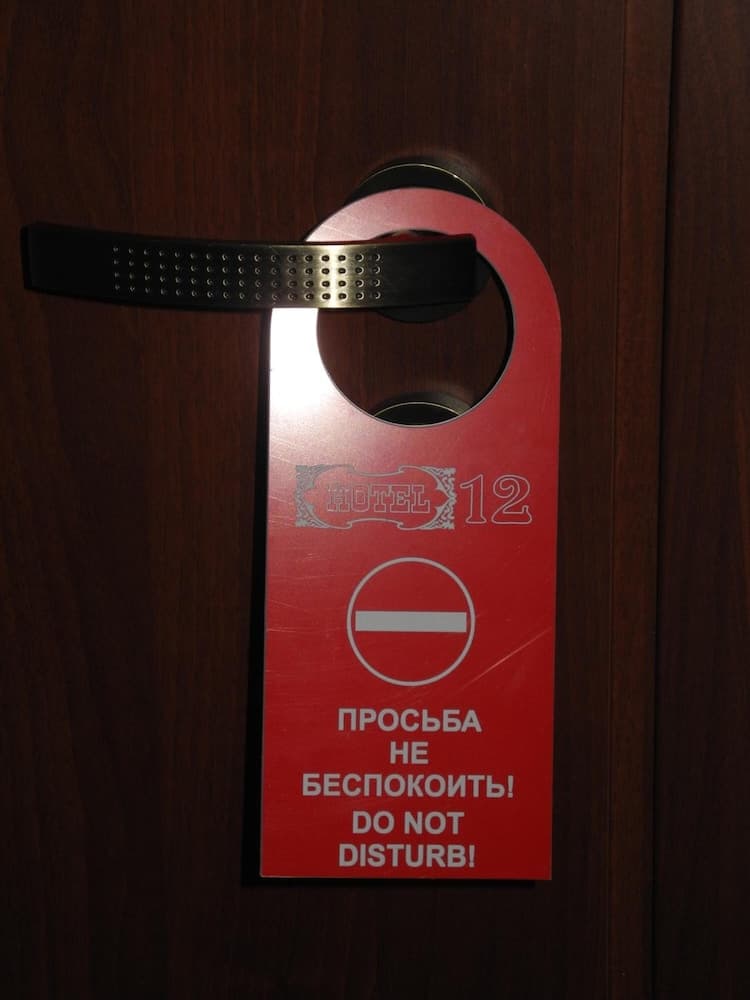 HOTEL 12
ПРОСЬБА
НЕ
БЕСПОКОИТЬ!
DO NOT
DISTURB!